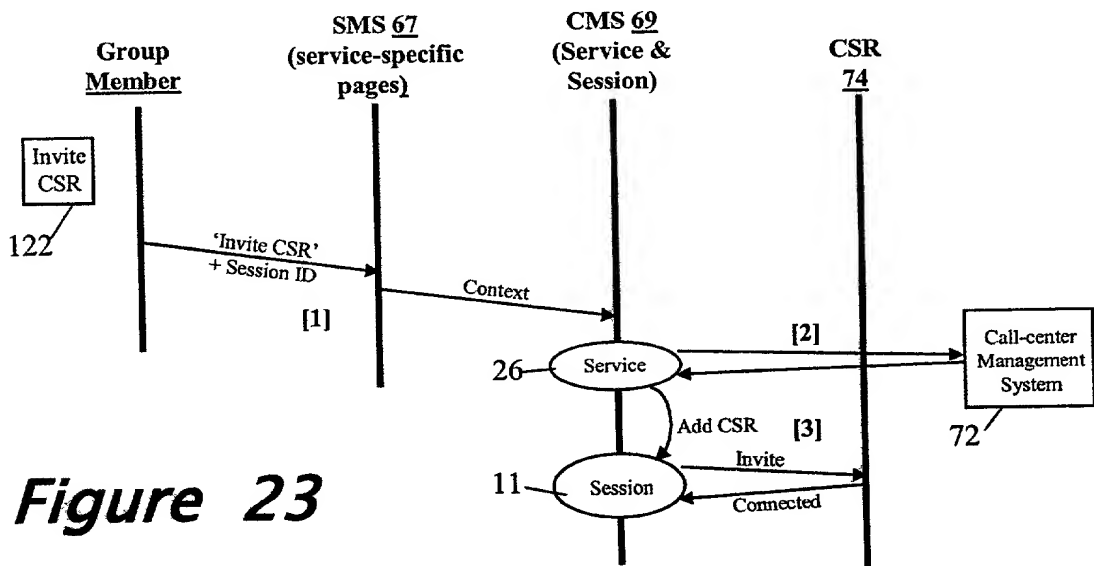 Group
Member
SMS 67
(service-specific
pages)
CMS 69
(Service &
Session)
CSR
74
Invite
CSR
122
'Invite CSR'
+ Session ID
Context
[1]
[2]
Service
26
Call-center
Management
System
72
Add CSR
[3]
Invite
Session
11
Connected
Figure 23